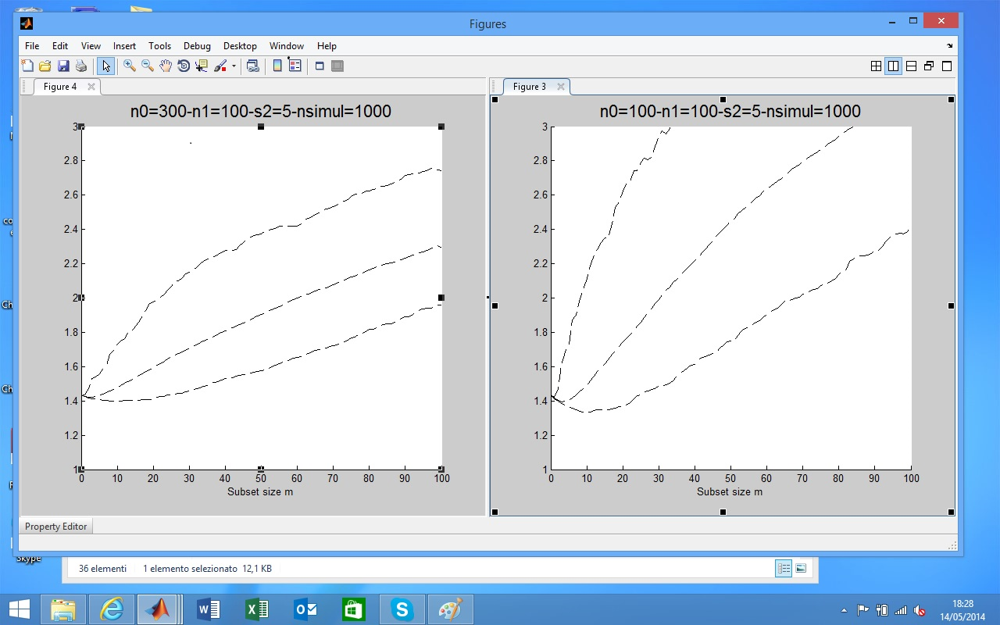 Figures
File Edit View Insert Tools Debug Desktop Window Help
Figure 4
Figure 3
n0=300-n1=100-s2=5-nsimul=1000
3
2.8
2.6
2.4
2.2
2
1.8
1.6
1.4
1.2
1
0 10 20 30 40 50 60 70 80 90 100
Subset size m
n0=100-n1=100-s2=5-nsimul=1000
3
2.8
2.6
2.4
2.2
2
1.8
1.6
1.4
1.2
1
0 10 20 30 40 50 60 70 80 90 100
Subset size m
Property Editor
co
e
Ch
Ch
Skype
36 elementi 1 elemento selezionato 12,1 KB
18:28
14/05/2014